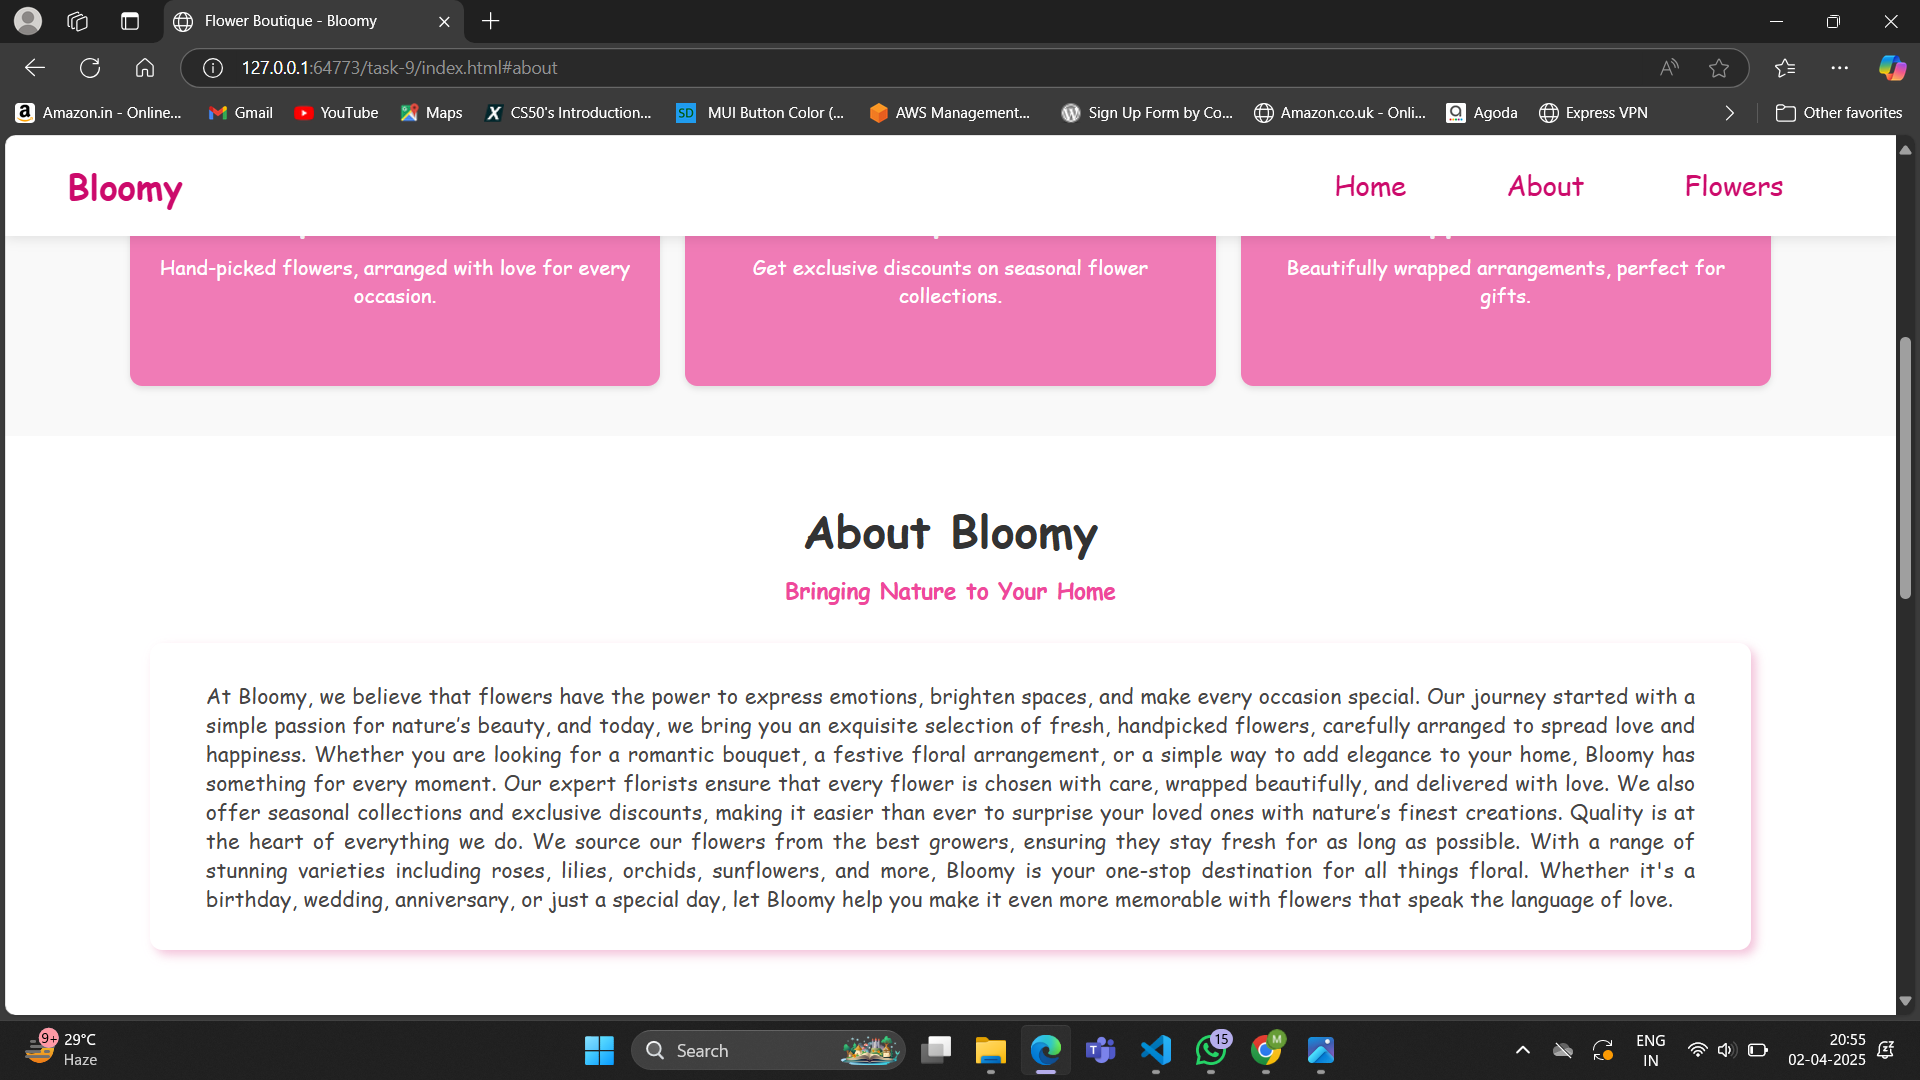 Flower Boutique - Bloomy
127.0.0.1:64773/task-9/index.html#about
Amazon.in - Online... Gmail YouTube Maps CS50's Introduction... MUI Button Color (... AWS Management... Sign Up Form by Co... Amazon.co.uk - Onli... Agoda Express VPN Other favorites
Bloomy Home About Flowers
Hand-picked flowers, arranged with love for every
occasion.
Get exclusive discounts on seasonal flower
collections.
Beautifully wrapped arrangements, perfect for
gifts.
About Bloomy
Bringing Nature to Your Home
At Bloomy, we believe that flowers have the power to express emotions, brighten spaces, and make every occasion special. Our journey started with a
simple passion for nature’s beauty, and today, we bring you an exquisite selection of fresh, handpicked flowers, carefully arranged to spread love and
happiness. Whether you are looking for a romantic bouquet, a festive floral arrangement, or a simple way to add elegance to your home, Bloomy has
something for every moment. Our expert florists ensure that every flower is chosen with care, wrapped beautifully, and delivered with love. We also
offer seasonal collections and exclusive discounts, making it easier than ever to surprise your loved ones with nature’s finest creations. Quality is at
the heart of everything we do. We source our flowers from the best growers, ensuring they stay fresh for as long as possible. With a range of
stunning varieties including roses, lilies, orchids, sunflowers, and more, Bloomy is your one-stop destination for all things floral. Whether it's a
birthday, wedding, anniversary, or just a special day, let Bloomy help you make it even more memorable with flowers that speak the language of love.
9+ 29°C
Haze
Search
15
M
ENG
IN
20:55
02-04-2025